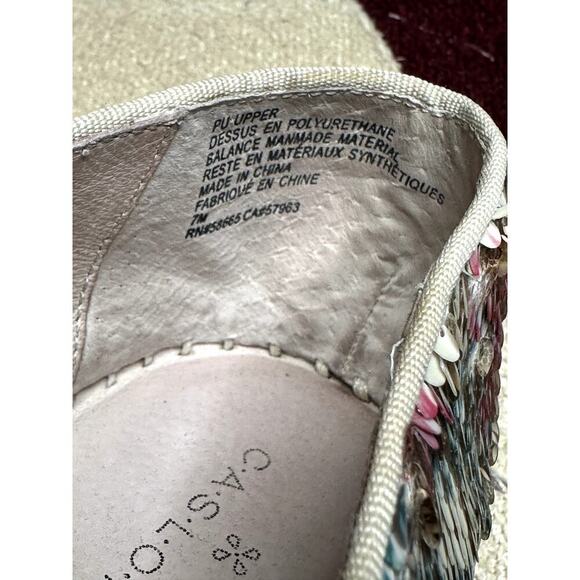 PU:UPPER
DESSUS EN POLYURETHANE
BALANCE MANMADE MATERIAL
RESTE EN MATÉRIAUX SYNTHÉTIQUES
MADE IN CHINA
FABRIQUÉ EN CHINE
7M
RN#58665 CA#57963
C.A.S.L.O.